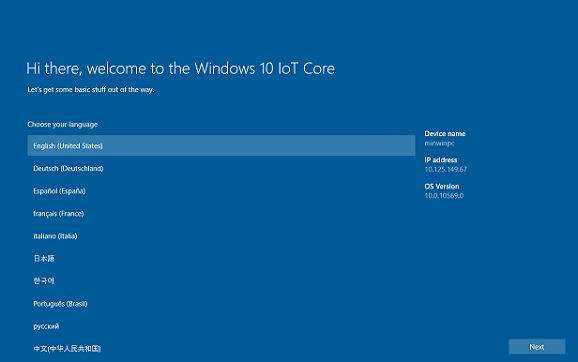 Hi there, welcome to the Windows 10 IoT Core
Let's get some basic stuff out of the way.
Choose your language
English (United States)
Deutsch (Deutschland)
Español (España)
français (France)
italiano (Italia)
日本語
한국어
Português (Brasil)
русский
中文(中华人民共和国)
Device name
minwinpc
IP address
10.125.149.67
OS Version
10.0.10569.0
Next